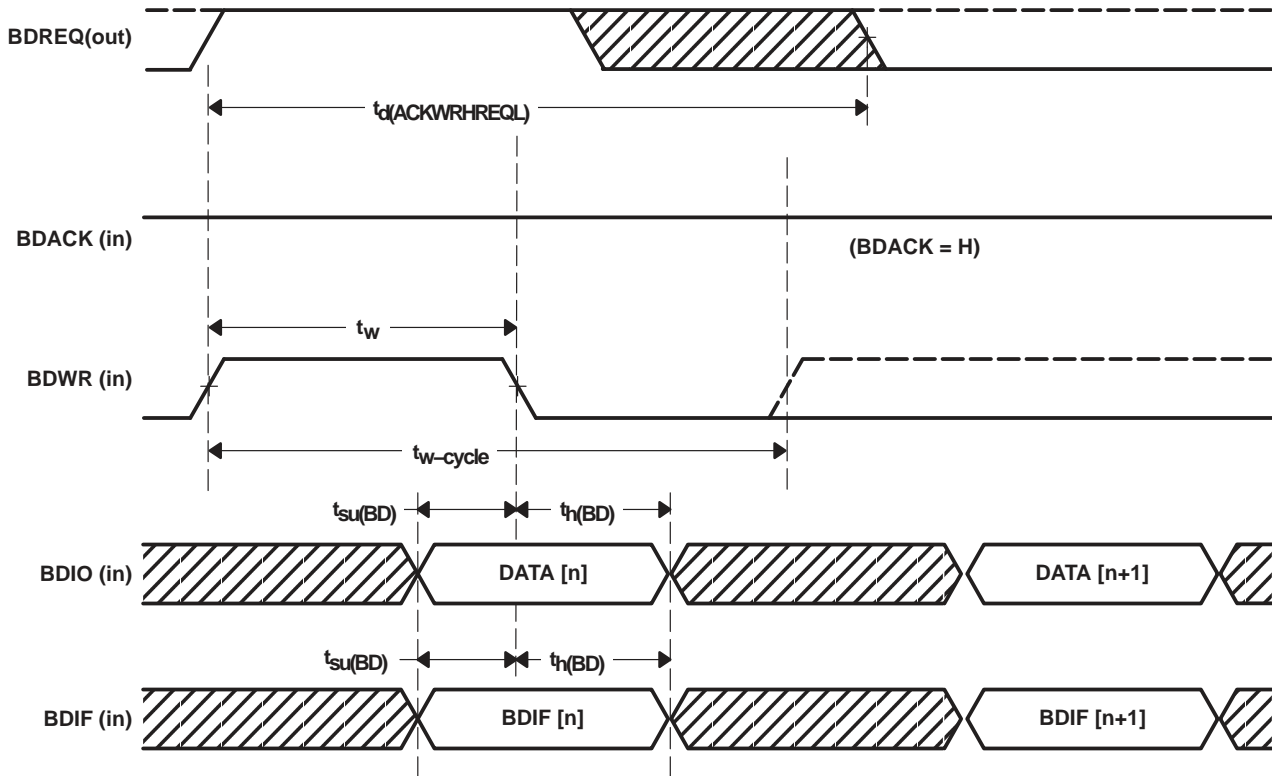 BDREQ(out)
td(ACKWRHREQL)
BDACK (in)
(BDACK = H)
tw
BDWR (in)
tw–cycle
tsu(BD)
th(BD)
BDIO (in)
DATA [n]
DATA [n+1]
tsu(BD)
th(BD)
BDIF (in)
BDIF [n]
BDIF [n+1]